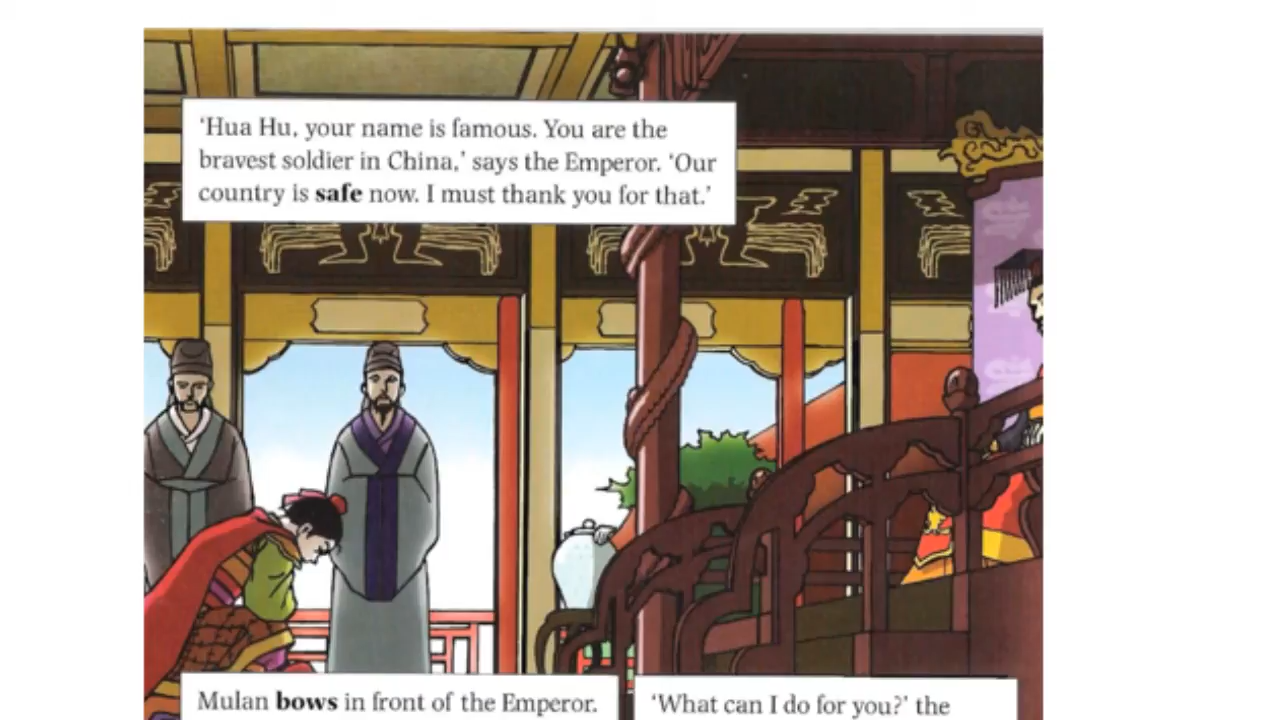 ‘Hua Hu, your name is famous. You are the
bravest soldier in China,’ says the Emperor. ‘Our
country is safe now. I must thank you for that.’
Mulan bows in front of the Emperor.
‘What can I do for you?’ the